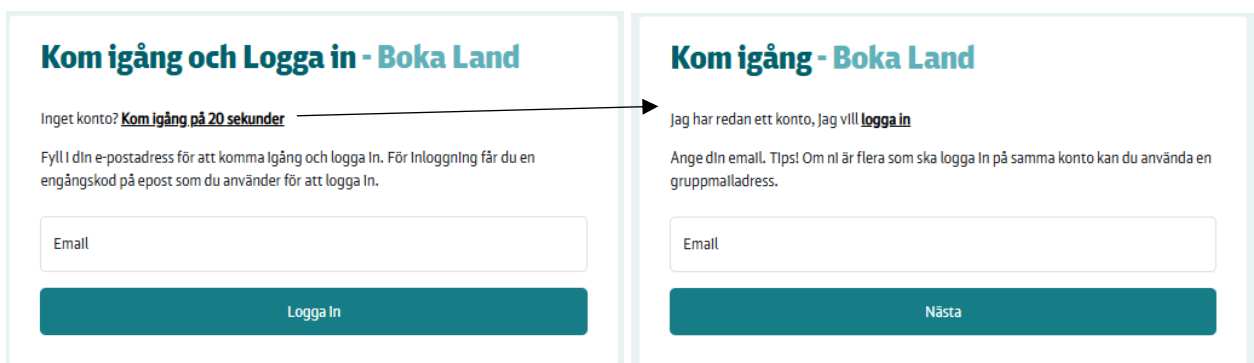 Kom igång och Logga in - Boka Land
Inget konto? Kom igång på 20 sekunder
Fyll i din e-postadress för att komma igång och logga in. För inloggning får du en
engångskod på epost som du använder för att logga in.
Email
Logga in
Kom igång - Boka Land
Jag har redan ett konto, Jag vill logga in
Ange din email. Tips! Om ni är flera som ska logga in på samma konto kan du använda en
gruppmailadress.
Email
Nästa